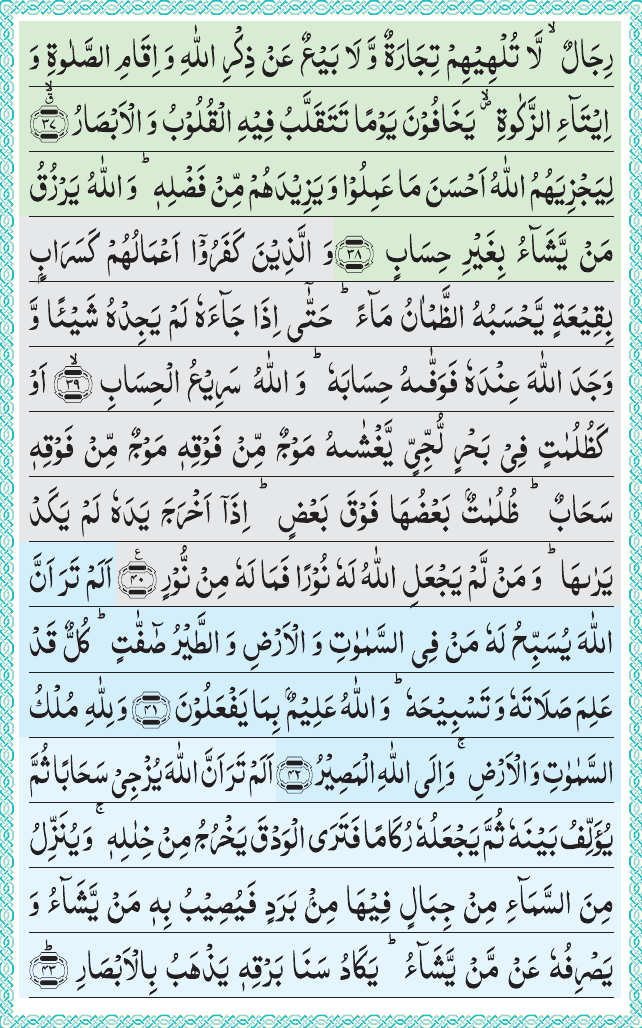 رِجَالٌ ۙ لَّا تُلْهِيْهِمْ تِجَارَةٌ وَّ لَا بَيْعٌ عَنْ ذِكْرِ اللّٰهِ وَ اِقَامِ الصَّلٰوةِ وَ
اِيْتَآءِ الزَّكٰوةِ ۪ۙ يَخَافُوْنَ يَوْمًا تَتَقَلَّبُ فِيْهِ الْقُلُوْبُ وَ الْاَبْصَارُ ۗۙ﴿۳۷﴾
لِيَجْزِيَهُمُ اللّٰهُ اَحْسَنَ مَا عَمِلُوْا وَ يَزِيْدَهُمْ مِّنْ فَضْلِهٖ ؕ وَ اللّٰهُ يَرْزُقُ
مَنْ يَّشَآءُ بِغَيْرِ حِسَابٍ ﴿۳۸﴾ وَ الَّذِيْنَ كَفَرُوْۤا اَعْمَالُهُمْ كَسَرَابٍۭ
بِقِيْعَةٍ يَّحْسَبُهُ الظَّمْاٰنُ مَآءً ؕ حَتّٰۤى اِذَا جَآءَهٗ لَمْ يَجِدْهُ شَيْـًٔا وَّ
وَجَدَ اللّٰهَ عِنْدَهٗ فَوَفّٰىهُ حِسَابَهٗ ؕ وَ اللّٰهُ سَرِيْعُ الْحِسَابِ ۙ﴿۳۹﴾ اَوْ
كَظُلُمٰتٍ فِيْ بَحْرٍ لُّجِّيٍّ يَّغْشٰىهُ مَوْجٌ مِّنْ فَوْقِهٖ مَوْجٌ مِّنْ فَوْقِهٖ
سَحَابٌ ؕ ظُلُمٰتٌۢ بَعْضُهَا فَوْقَ بَعْضٍ ؕ اِذَاۤ اَخْرَجَ يَدَهٗ لَمْ يَكَدْ
يَرٰىهَا ؕ وَ مَنْ لَّمْ يَجْعَلِ اللّٰهُ لَهٗ نُوْرًا فَمَا لَهٗ مِنْ نُّوْرٍ ﴿۴۰﴾ۧ اَلَمْ تَرَ اَنَّ
اللّٰهَ يُسَبِّحُ لَهٗ مَنْ فِي السَّمٰوٰتِ وَ الْاَرْضِ وَ الطَّيْرُ صٰٓفّٰتٍ ؕ كُلٌّ قَدْ
عَلِمَ صَلَاتَهٗ وَ تَسْبِيْحَهٗ ؕ وَ اللّٰهُ عَلِيْمٌۢ بِمَا يَفْعَلُوْنَ ﴿۴۱﴾ وَ لِلّٰهِ مُلْكُ
السَّمٰوٰتِ وَ الْاَرْضِ ۚ وَ اِلَى اللّٰهِ الْمَصِيْرُ ﴿۴۲﴾ اَلَمْ تَرَ اَنَّ اللّٰهَ يُزْجِيْ سَحَابًا ثُمَّ
يُؤَلِّفُ بَيْنَهٗ ثُمَّ يَجْعَلُهٗ رُكَامًا فَتَرَى الْوَدْقَ يَخْرُجُ مِنْ خِلٰلِهٖ ۚ وَ يُنَزِّلُ
مِنَ السَّمَآءِ مِنْ جِبَالٍ فِيْهَا مِنْۢ بَرَدٍ فَيُصِيْبُ بِهٖ مَنْ يَّشَآءُ وَ
يَصْرِفُهٗ عَنْ مَّنْ يَّشَآءُ ؕ يَكَادُ سَنَا بَرْقِهٖ يَذْهَبُ بِالْاَبْصَارِ ؕ﴿۴۳﴾